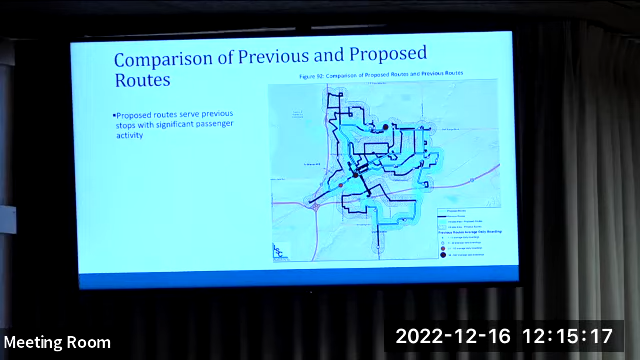 Comparison of Previous and Proposed
Routes
Figure 92: Comparison of Proposed Routes and Previous Routes
▪Proposed routes serve previous
stops with significant passenger
activity
Meeting Room
2022-12-16 12:15:17